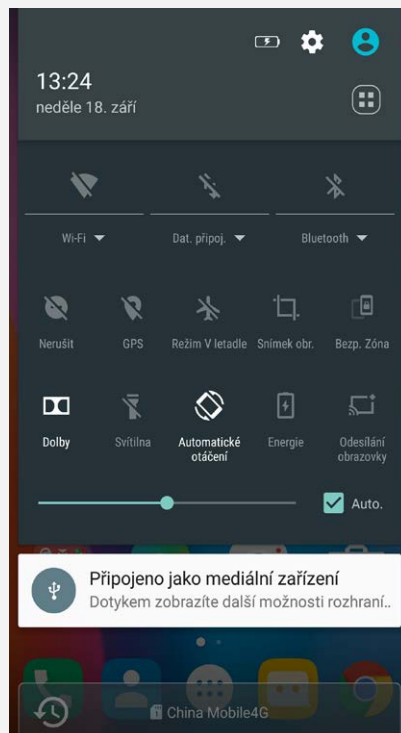 13:24
neděle 18. září
Wi-Fi Dat. připoj. Bluetooth
Nerušit GPS Režim V letadle Snímek obr. Bezp. Zóna
Dolby Svítilna Automatické otáčení Energie Odesílání obrazovky
Auto.
Připojeno jako mediální zařízení
Dotykem zobrazíte další možnosti rozhraní..
China Mobile4G